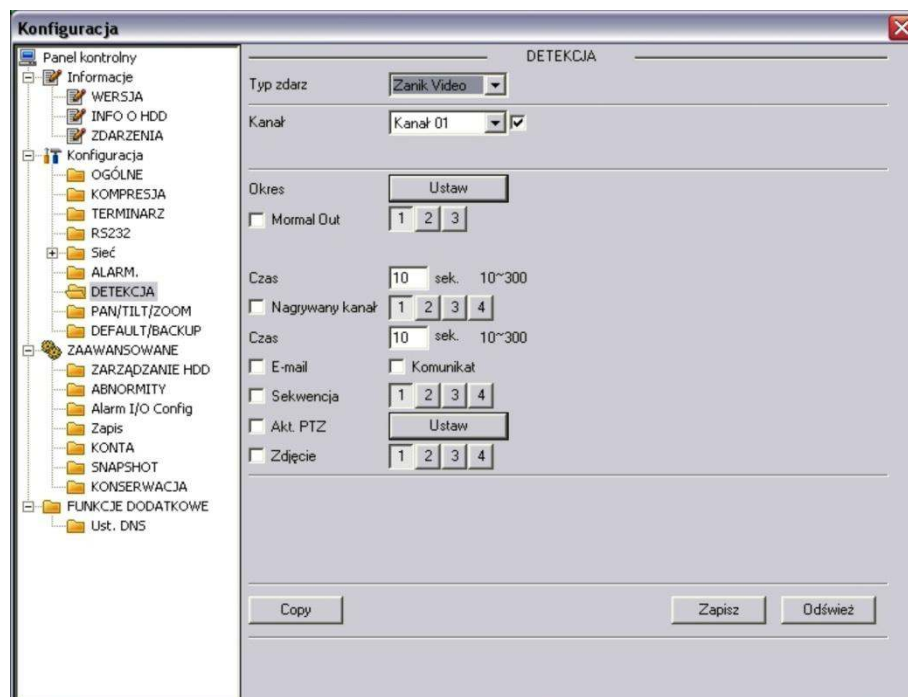 Konfiguracja
Panel kontrolny
Informacje
WERSJA
INFO O HDD
ZDARZENIA
Konfiguracja
OGÓLNE
KOMPRESJA
TERMINARZ
RS232
Sieć
ALARM.
DETEKCJA
PAN/TILT/ZOOM
DEFAULT/BACKUP
ZAAWANSOWANE
ZARZĄDZANIE HDD
ABNORMITY
Alarm I/O Config
Zapis
KONTA
SNAPSHOT
KONSERWACJA
FUNKCJE DODATKOWE
Ust. DNS
DETEKCJA
Typ zdarz Zanik Video
Kanał Kanał 01
Okres Ustaw
Mormal Out 1 2 3
Czas 10 sek. 10~300
Nagrywany kanał 1 2 3 4
Czas 10 sek. 10~300
E-mail Komunikat
Sekwencja 1 2 3 4
Akt. PTZ Ustaw
Zdjęcie 1 2 3 4
Copy Zapisz Odśwież